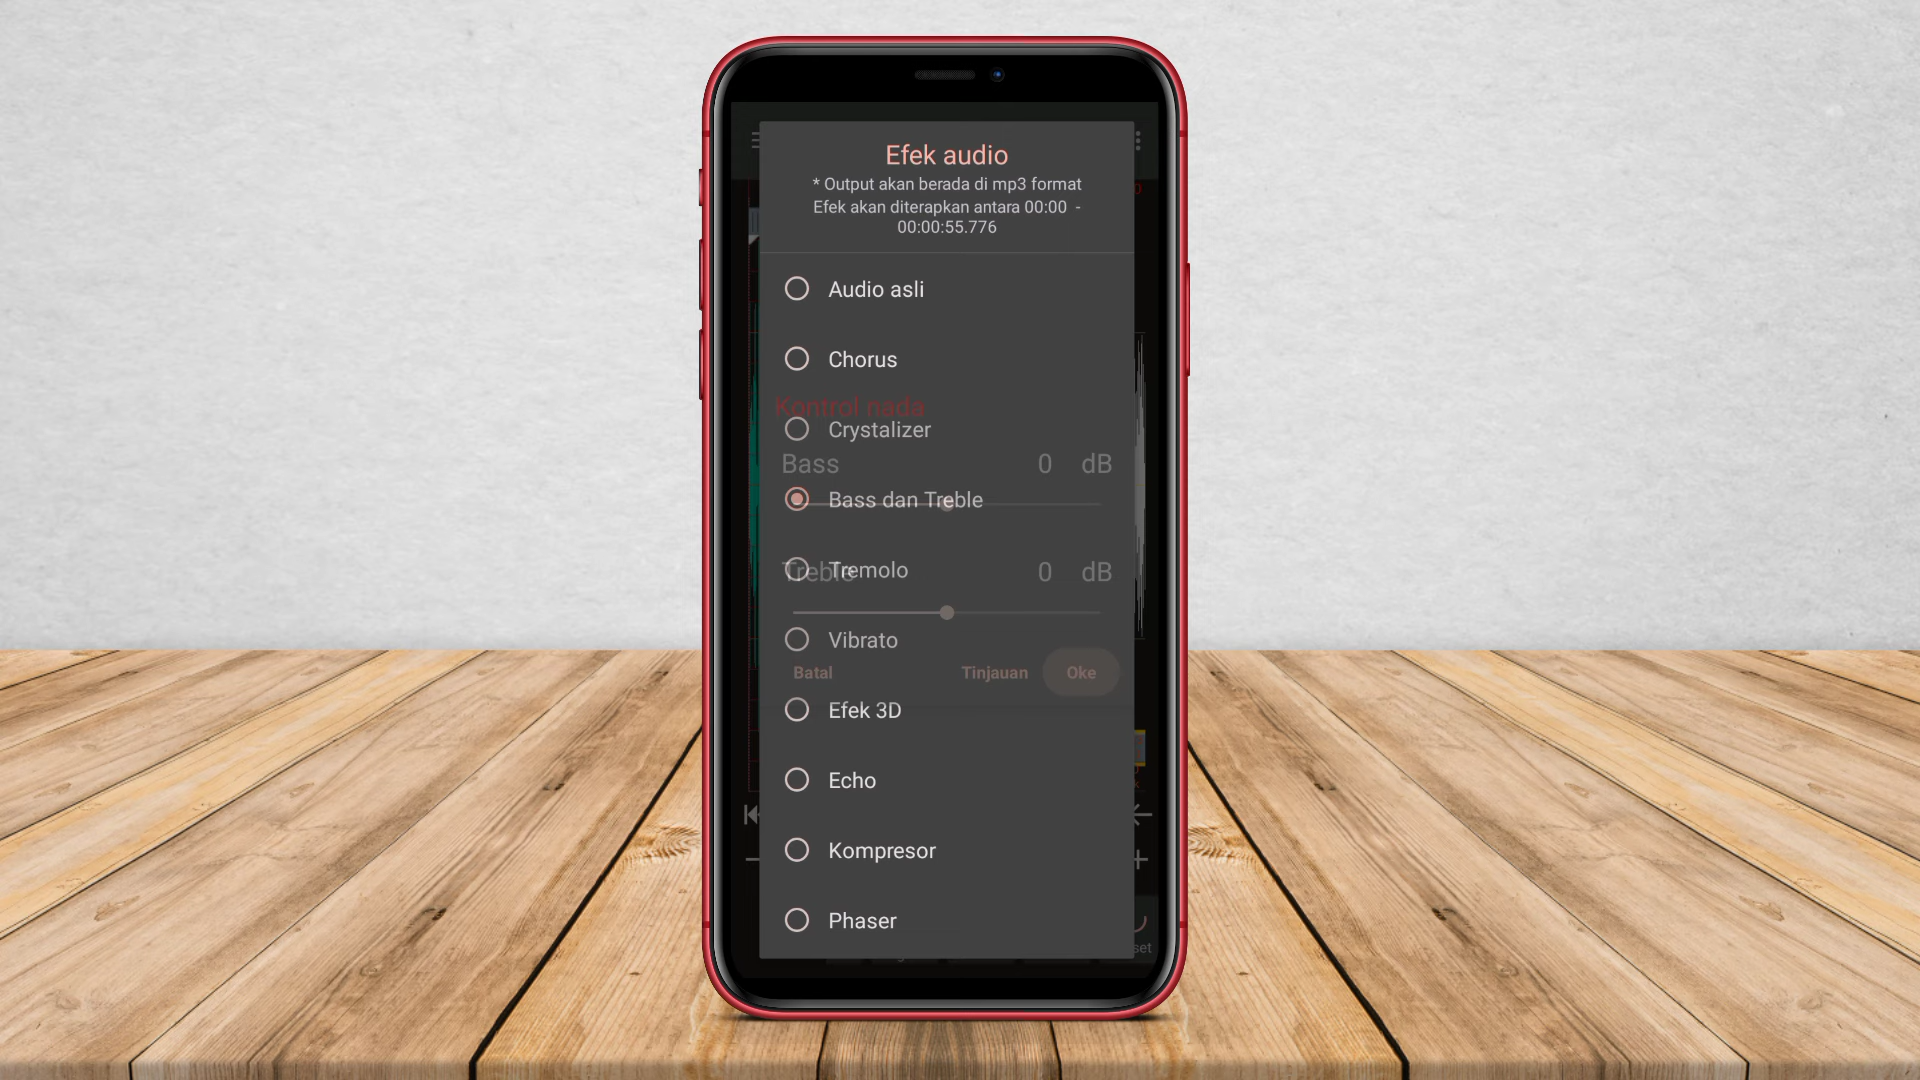 Efek audio
* Output akan berada di mp3 format
Efek akan diterapkan antara 00:00 -
00:00:55.776
Audio asli
Chorus
Kontrol nada
Crystalizer
Bass 0 dB
Bass dan Treble
Treble 0 dB
Tremolo
Vibrato
Batal Tinjauan Oke
Efek 3D
Echo
Kompresor
Phaser